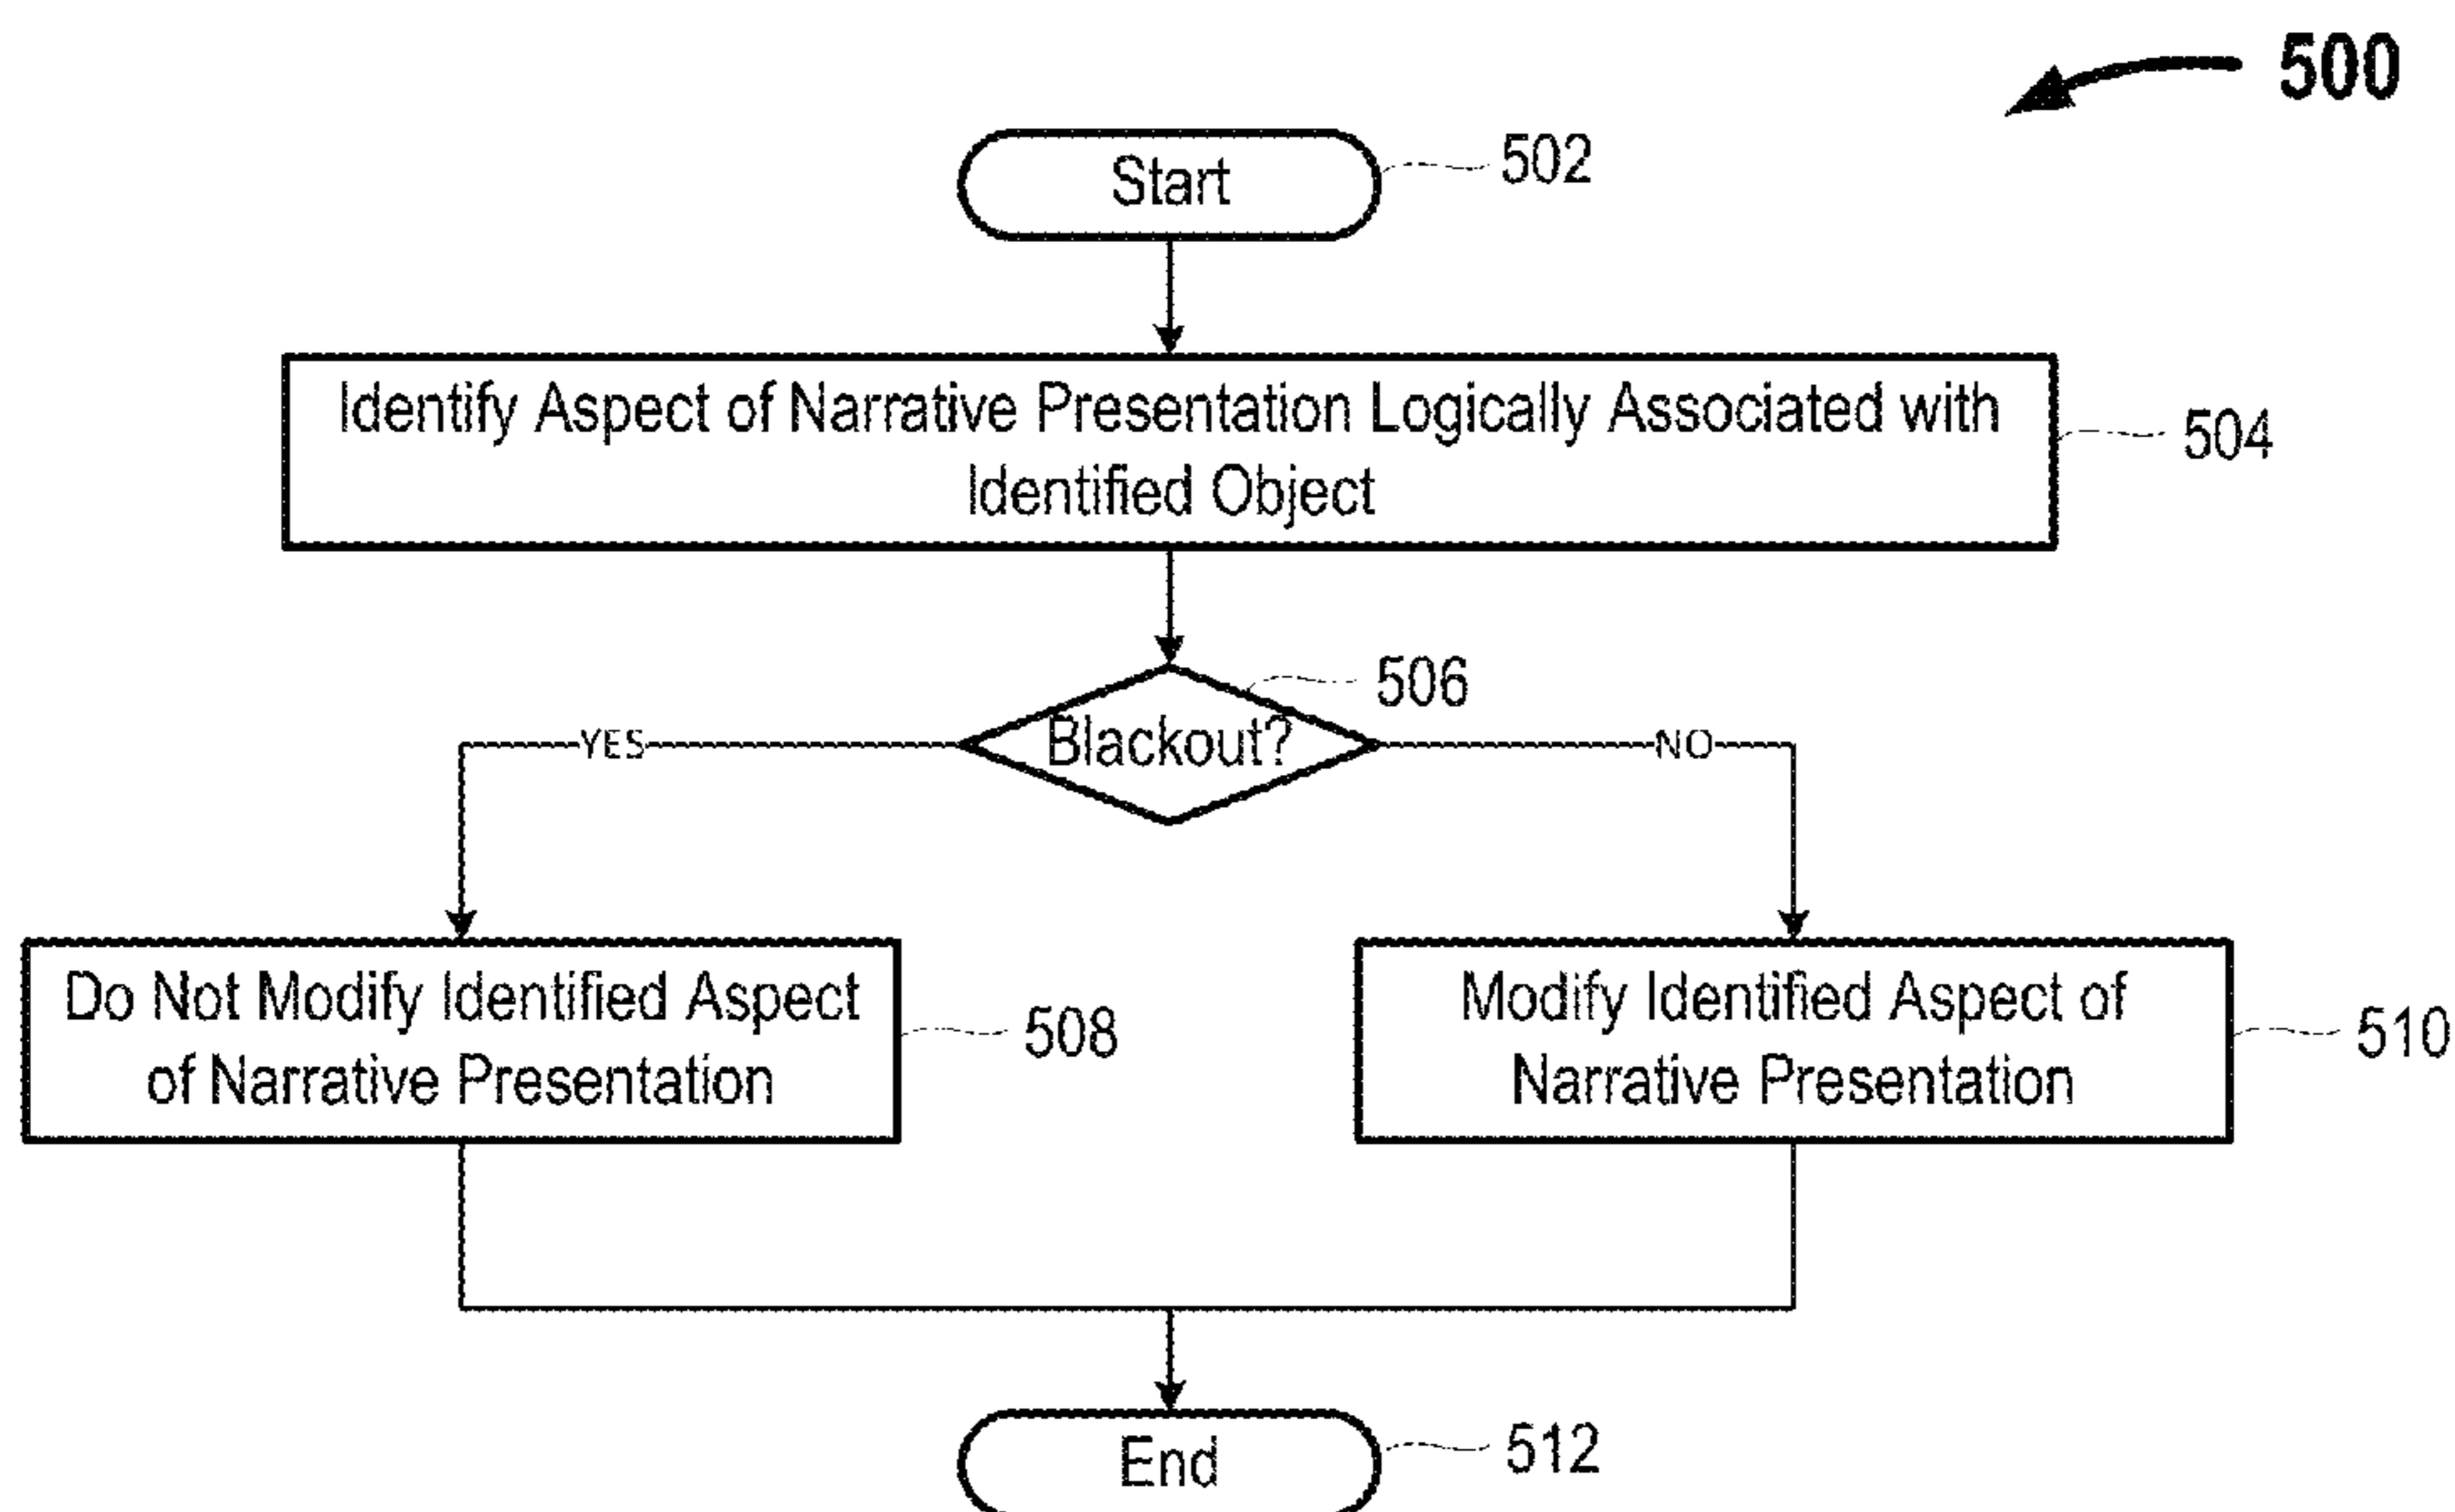 500
Start
502
Identify Aspect of Narrative Presentation Logically Associated with
Identified Object
504
506
Blackout?
YES
NO
Do Not Modify Identified Aspect
of Narrative Presentation
508
Modify Identified Aspect of
Narrative Presentation
510
End
512